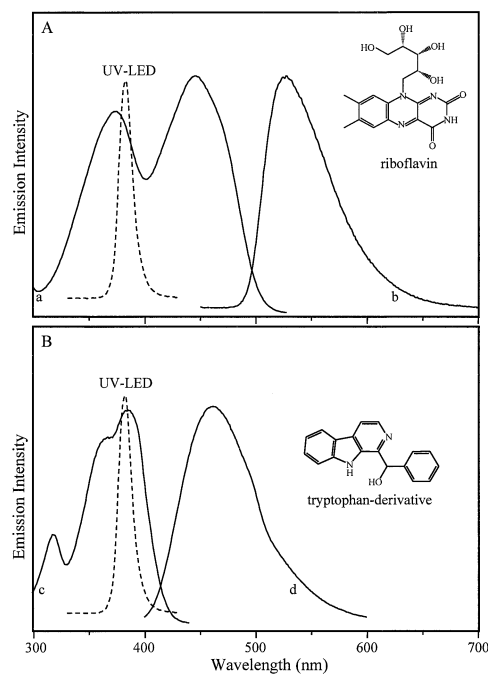 A
UV-LED
OH
HO
OH
OH
OH
N
N
O
N
NH
O
riboflavin
Emission Intensity
a
b
B
UV-LED
N
N
H
HO
tryptophan-derivative
Emission Intensity
c
d
300
400
500
600
700
Wavelength (nm)